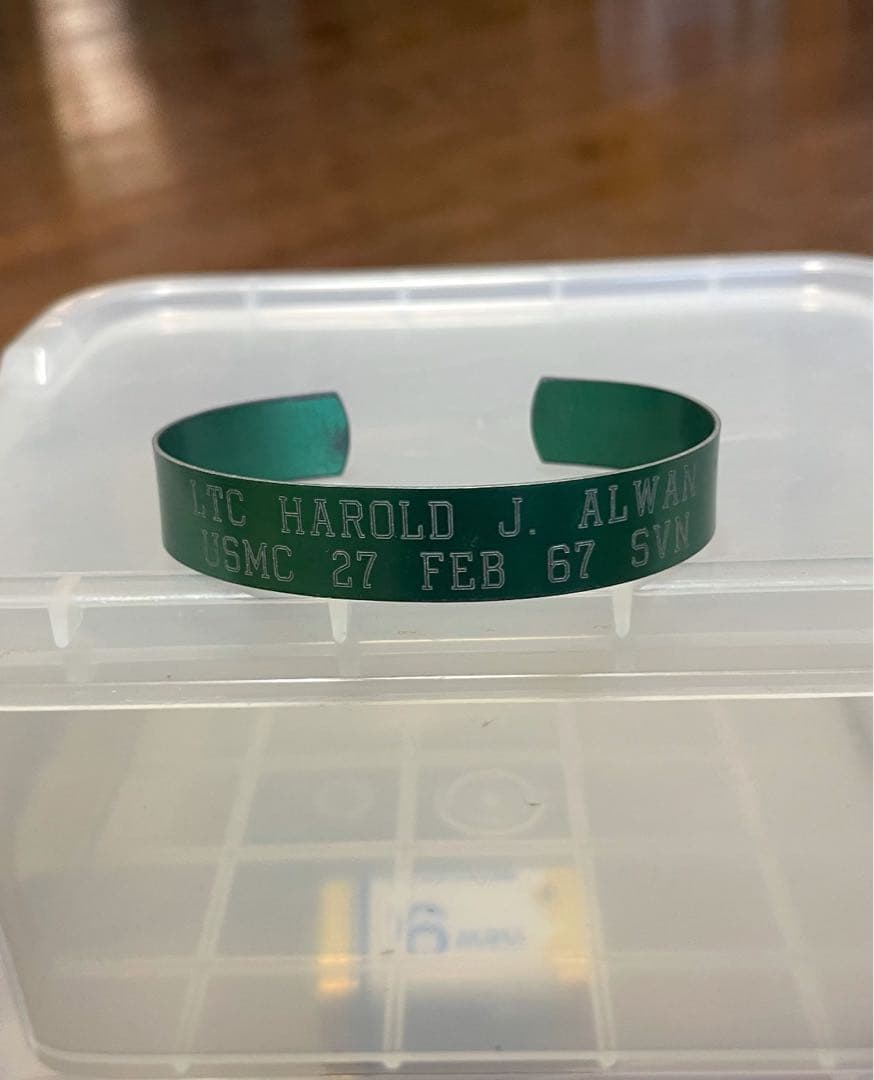 LTC HAROLD J. ALWAN
USMC 27 FEB 67 SVN